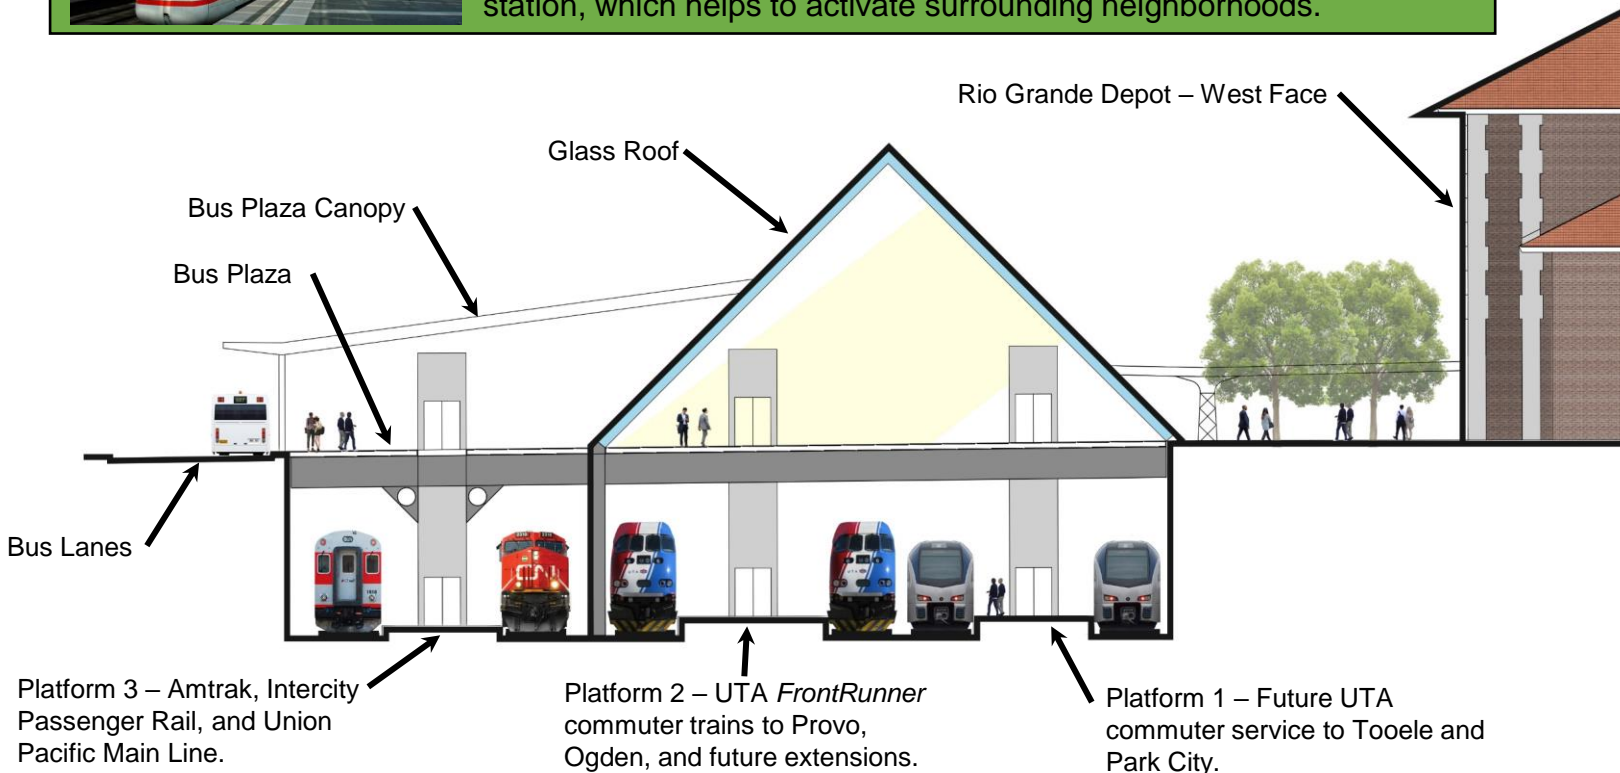 station, which helps to activate surrounding neighborhoods.
Rio Grande Depot – West Face
Glass Roof
Bus Plaza Canopy
Bus Plaza
Bus Lanes
Platform 3 – Amtrak, Intercity
Passenger Rail, and Union
Pacific Main Line.
Platform 2 – UTA FrontRunner
commuter trains to Provo,
Ogden, and future extensions.
Platform 1 – Future UTA
commuter service to Tooele and
Park City.